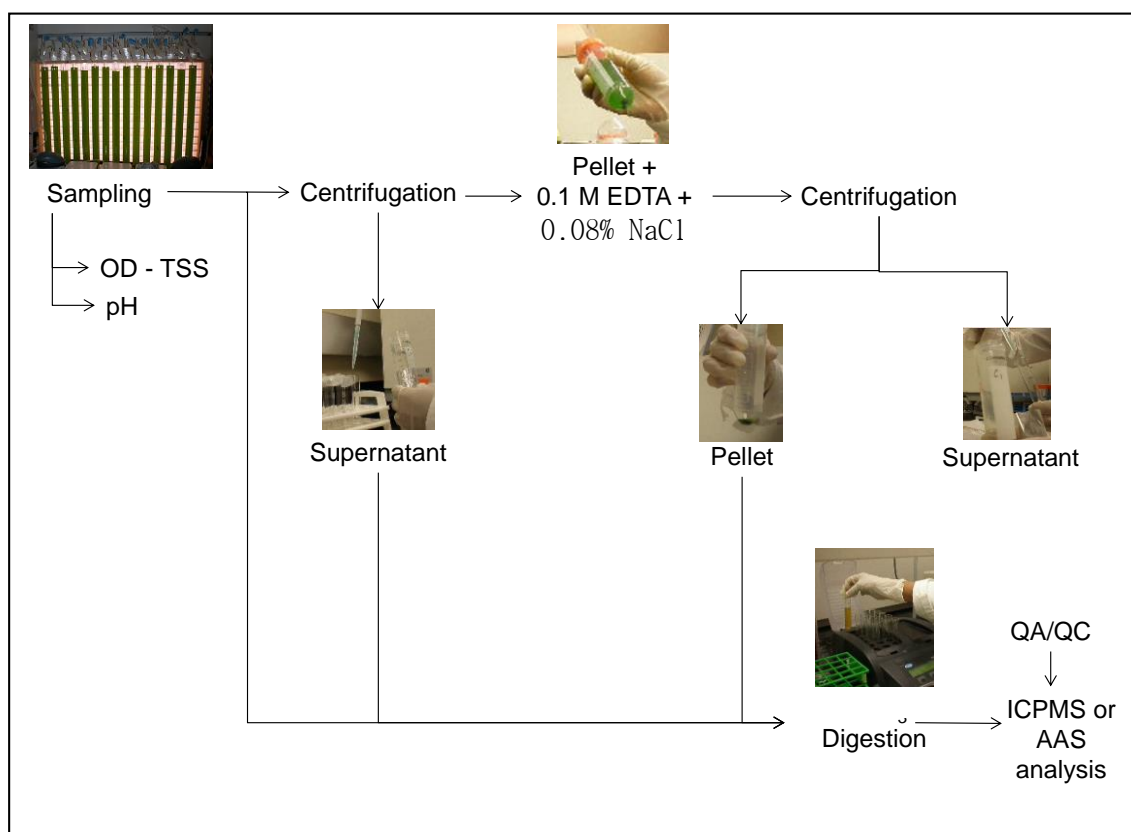 Pellet +
0.1 M EDTA +
0.08% NaCl
Sampling
Centrifugation
Centrifugation
OD - TSS
pH
Supernatant
Pellet
Supernatant
QA/QC
Digestion
ICPMS or
AAS
analysis